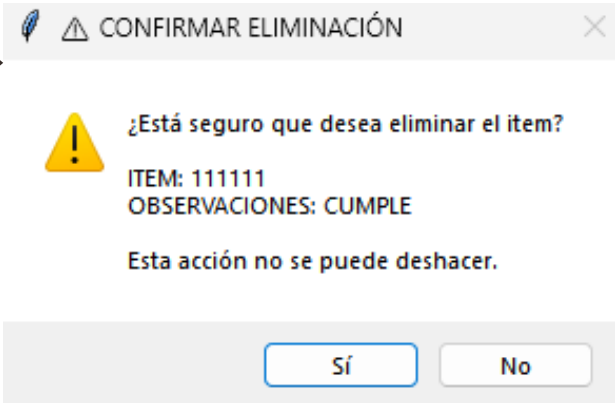 ⚠ CONFIRMAR ELIMINACIÓN
¿Está seguro que desea eliminar el item?
ITEM: 111111
OBSERVACIONES: CUMPLE
Esta acción no se puede deshacer.
Sí
No